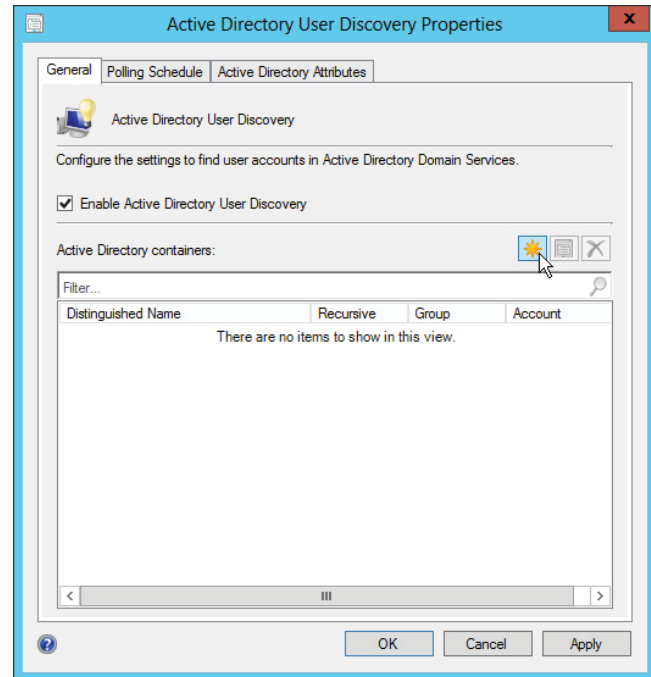 Active Directory User Discovery Properties
x
General Polling Schedule Active Directory Attributes
Active Directory User Discovery
Configure the settings to find user accounts in Active Directory Domain Services.
Enable Active Directory User Discovery
Active Directory containers:
Filter...
Distinguished Name Recursive Group Account
There are no items to show in this view.
OK Cancel Apply